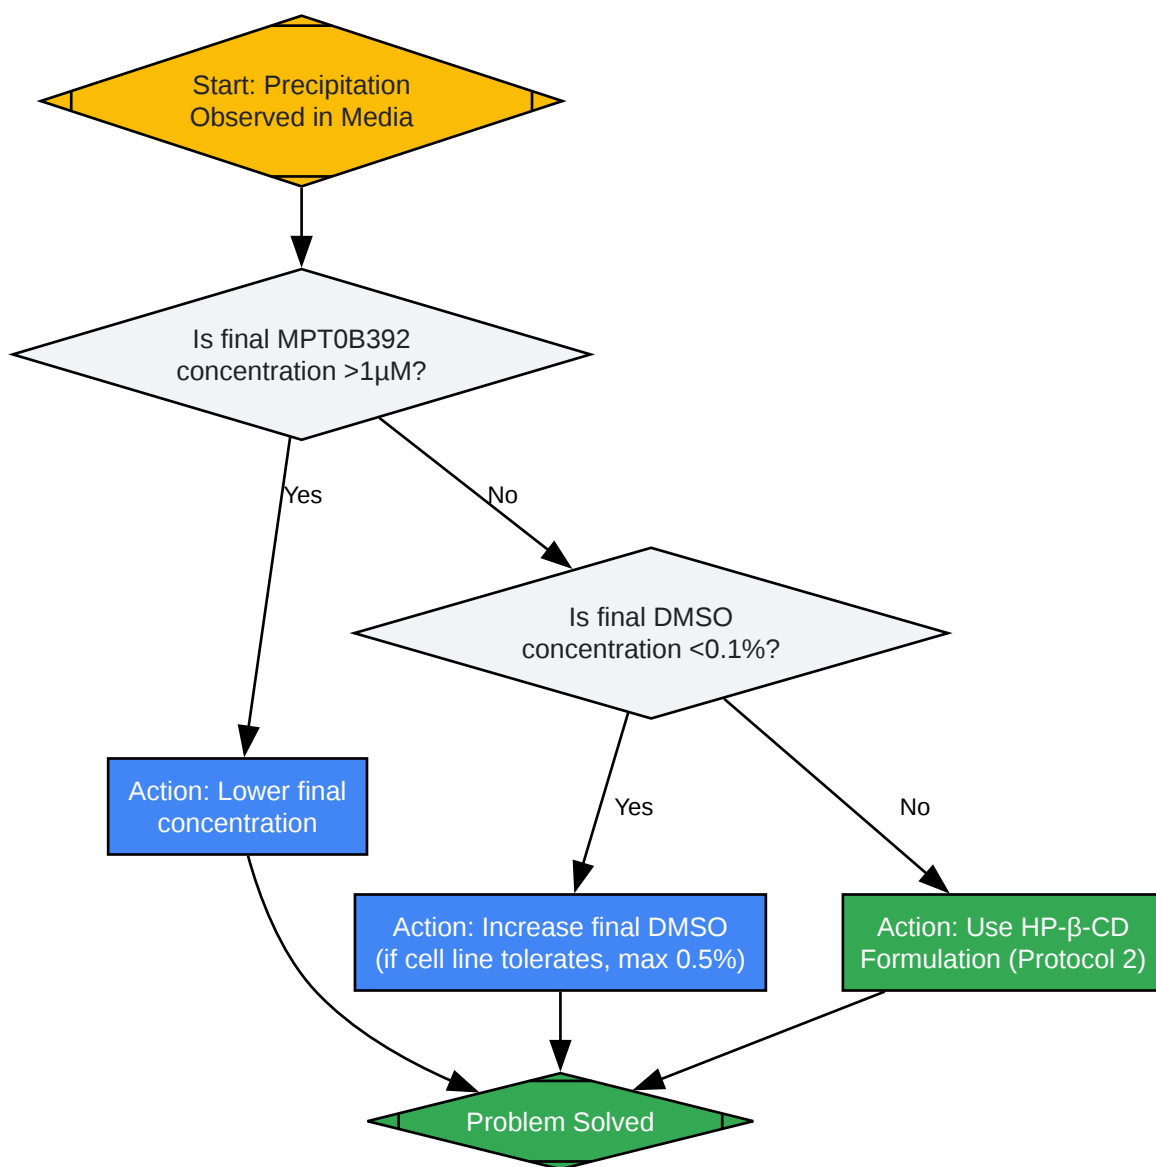 Start: Precipitation
Observed in Media
Is final MPT0B392
concentration >1µM?
Yes
No
Is final DMSO
concentration <0.1%?
Action: Lower final
concentration
Yes
No
Action: Increase final DMSO
(if cell line tolerates, max 0.5%)
Action: Use HP-β-CD
Formulation (Protocol 2)
Problem Solved